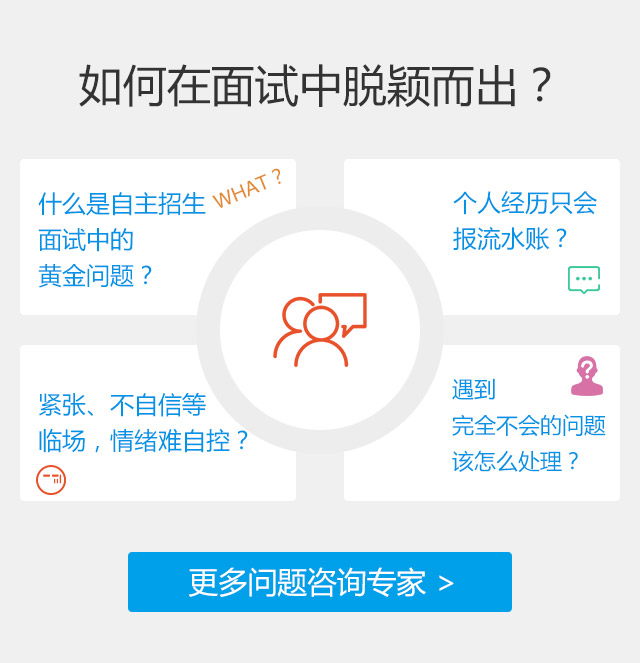 如何在面试中脱颖而出？
什么是自主招生
面试中的
黄金问题？
WHAT？
个人经历只会
报流水账？
紧张、不自信等
临场，情绪难自控？
遇到
完全不会的问题
该怎么处理？
更多问题咨询专家 >